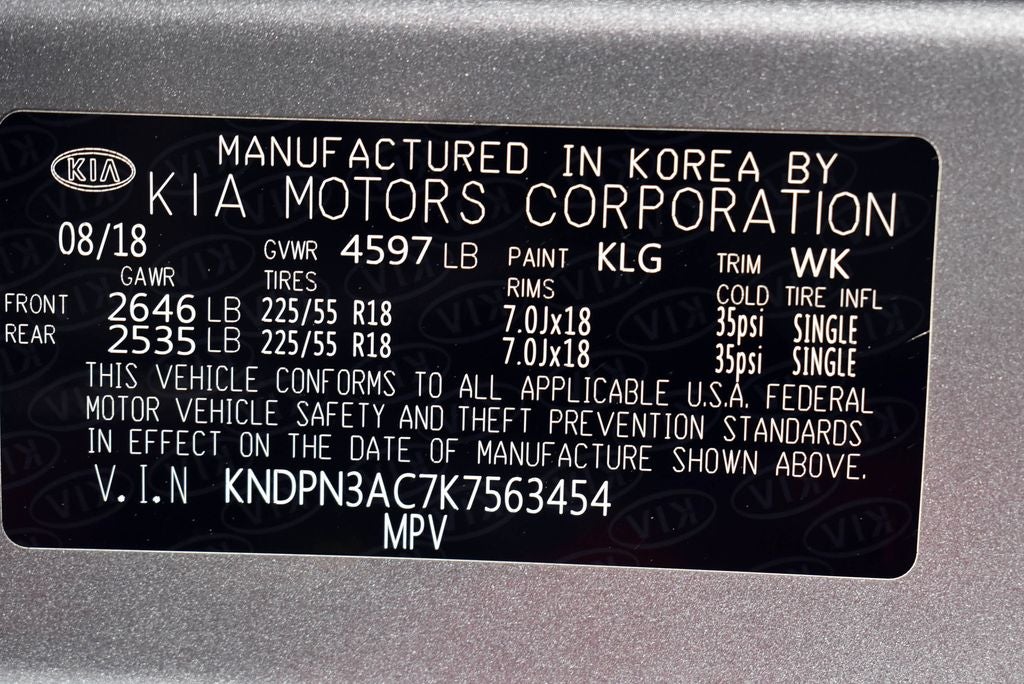 KIA
MANUFACTURED IN KOREA BY
KIA MOTORS CORPORATION
08/18 GVWR 4597 LB PAINT KLG TRIM WK
GAWR TIRES RIMS COLD TIRE INFL
FRONT 2646 LB 225/55 R18 7.0Jx18 35psi SINGLE
REAR 2535 LB 225/55 R18 7.0Jx18 35psi SINGLE
THIS VEHICLE CONFORMS TO ALL APPLICABLE U.S.A. FEDERAL
MOTOR VEHICLE SAFETY AND THEFT PREVENTION STANDARDS
IN EFFECT ON THE DATE OF MANUFACTURE SHOWN ABOVE.
V.I.N KNDPN3AC7K7563454
MPV